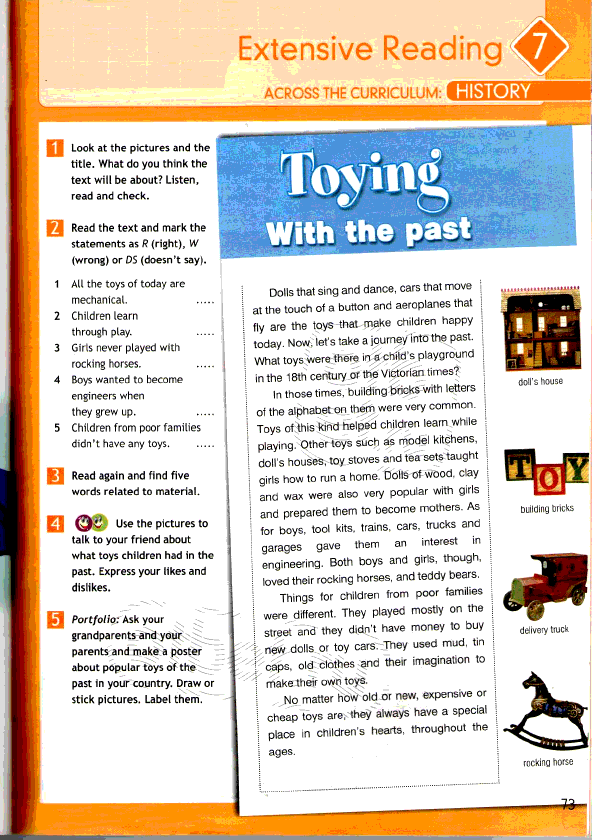 Extensive Reading 7
ACROSS THE CURRICULUM: HISTORY
1 Look at the pictures and the
title. What do you think the
text will be about? Listen,
read and check.
2 Read the text and mark the
statements as R (right), W
(wrong) or DS (doesn't say).
1 All the toys of today are
mechanical. .....
2 Children learn
through play. .....
3 Girls never played with
rocking horses. .....
4 Boys wanted to become
engineers when
they grew up. .....
5 Children from poor families
didn't have any toys. .....
3 Read again and find five
words related to material.
4 Use the pictures to
talk to your friend about
what toys children had in the
past. Express your likes and
dislikes.
5 Portfolio: Ask your
grandparents and your
parents and make a poster
about popular toys of the
past in your country. Draw or
stick pictures. Label them.
Toying
With the past
Dolls that sing and dance, cars that move
at the touch of a button and aeroplanes that
fly are the toys that make children happy
today. Now, let's take a journey into the past.
What toys were there in a child's playground
in the 18th century or the Victorian times?
In those times, building bricks with letters
of the alphabet on them were very common.
Toys of this kind helped children learn while
playing. Other toys such as model kitchens,
doll's houses, toy stoves and tea sets taught
girls how to run a home. Dolls of wood, clay
and wax were also very popular with girls
and prepared them to become mothers. As
for boys, tool kits, trains, cars, trucks and
garages gave them an interest in
engineering. Both boys and girls, though,
loved their rocking horses, and teddy bears.
Things for children from poor families
were different. They played mostly on the
street and they didn't have money to buy
new dolls or toy cars. They used mud, tin
caps, old clothes and their imagination to
make their own toys.
No matter how old or new, expensive or
cheap toys are, they always have a special
place in children's hearts, throughout the
ages.
doll's house
TOY
building bricks
delivery truck
rocking horse
73